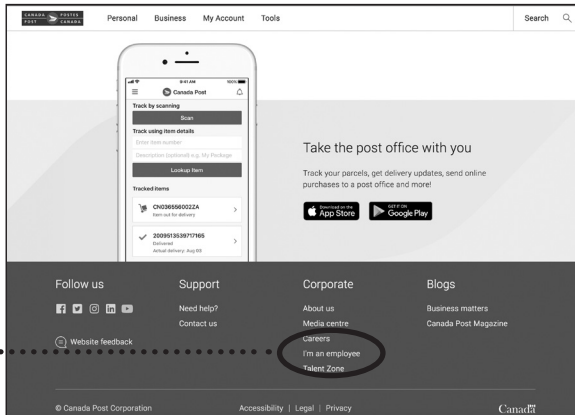 CANADA POSTES
POST CANADA
Personal Business My Account Tools Search
9:41 AM 100%
Canada Post
Track by scanning
Scan
Track using item details
Enter item number
Description (optional) e.g. My Package
Lookup Item
Tracked items
CN036556002ZA
Item out for delivery
2009513539717165
Delivered
Actual delivery: Aug 03
Take the post office with you
Track your parcels, get delivery updates, send online
purchases to a post office and more!
Download on the
App Store
GET IT ON
Google Play
Follow us Support Corporate Blogs
Need help? About us Business matters
Contact us Media centre Canada Post Magazine
Website feedback Careers
I'm an employee
Talent Zone
© Canada Post Corporation Accessibility | Legal | Privacy Canada